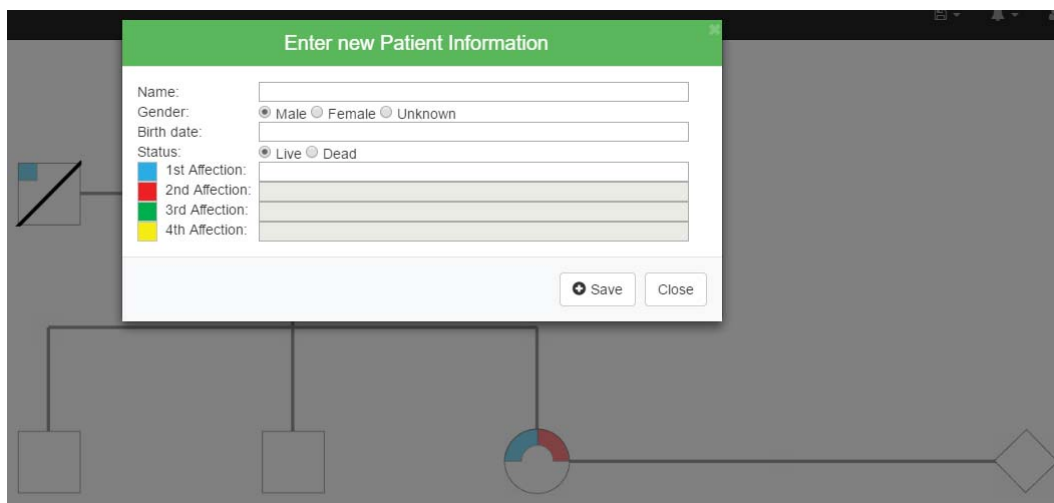 Enter new Patient Information
Name:
Gender: Male Female Unknown
Birth date:
Status: Live Dead
1st Affection:
2nd Affection:
3rd Affection:
4th Affection:
Save Close